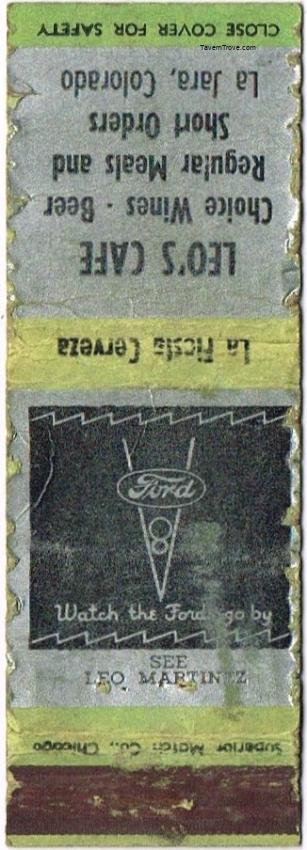 CLOSE COVER FOR SAFETY
TavernTrove.com
LEO'S CAFE
Choice Wines - Beer
Regular Meals and
Short Orders
La Jara, Colorado
La Fiesta Cerveza
Ford
V8
Watch the Fords go by
SEE
LEO MARTINEZ
Superior Match Co., Chicago